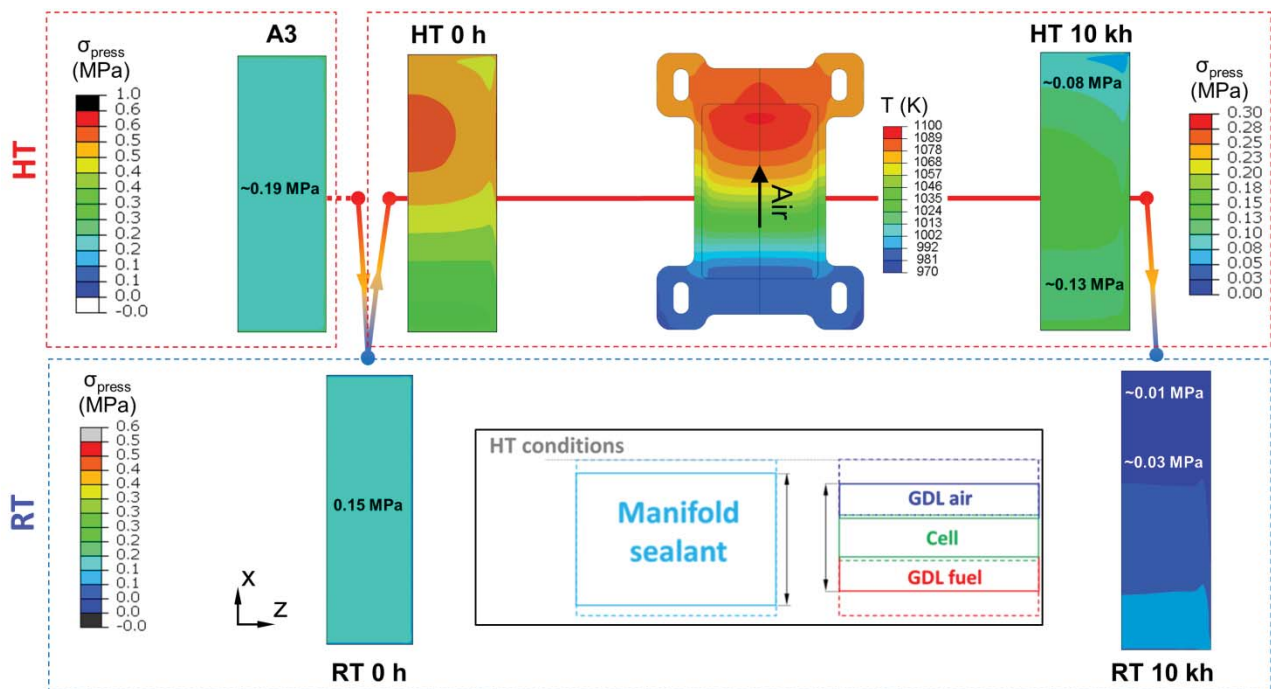 A3
HT 0 h
HT 10 kh
σpress
(MPa)
1.0
0.6
0.6
0.5
0.5
0.4
0.4
0.3
0.3
0.2
0.2
0.1
0.1
0.0
-0.0
~0.19 MPa
T (K)
1100
1089
1078
1068
1057
1046
1035
1024
1013
1002
992
981
970
Air
~0.08 MPa
~0.13 MPa
σpress
(MPa)
0.30
0.28
0.25
0.23
0.20
0.18
0.15
0.13
0.10
0.08
0.05
0.03
0.00
HT
RT
σpress
(MPa)
0.6
0.5
0.5
0.4
0.4
0.3
0.3
0.2
0.2
0.1
0.1
0.0
0.0
-0.0
X
Z
0.15 MPa
RT 0 h
HT conditions
Manifold
sealant
GDL air
Cell
GDL fuel
~0.01 MPa
~0.03 MPa
RT 10 kh